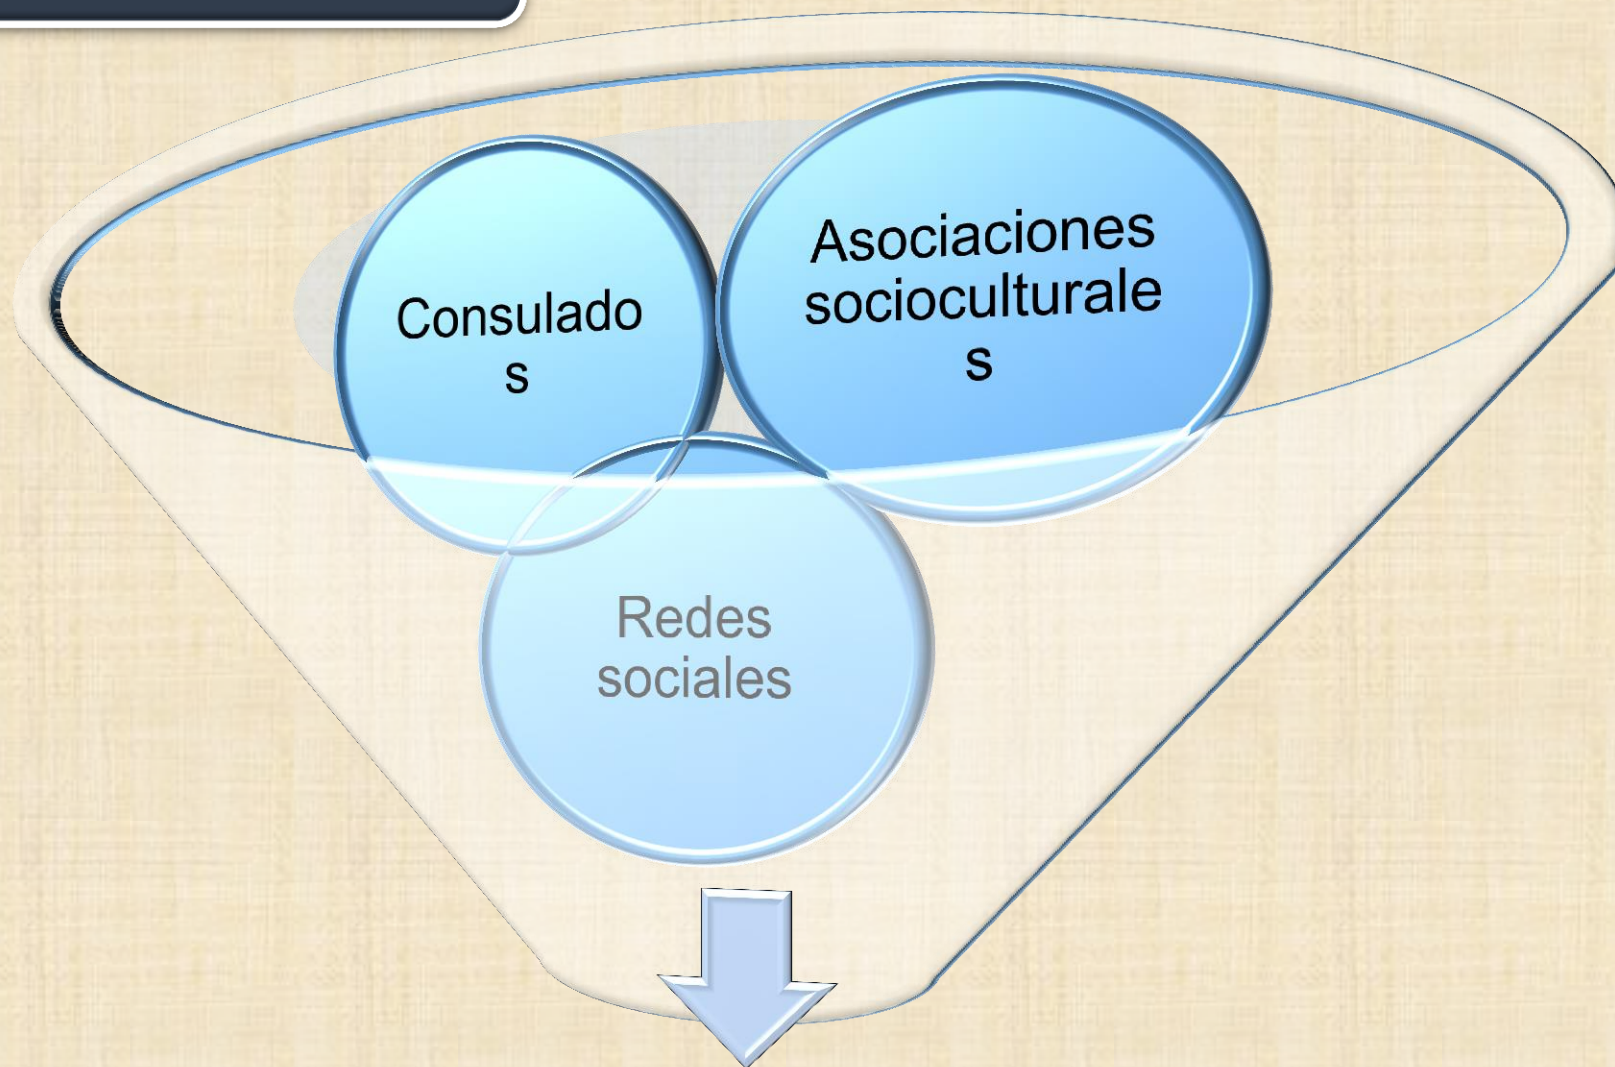 Consulado
s
Asociaciones
socioculturale
s
Redes
sociales